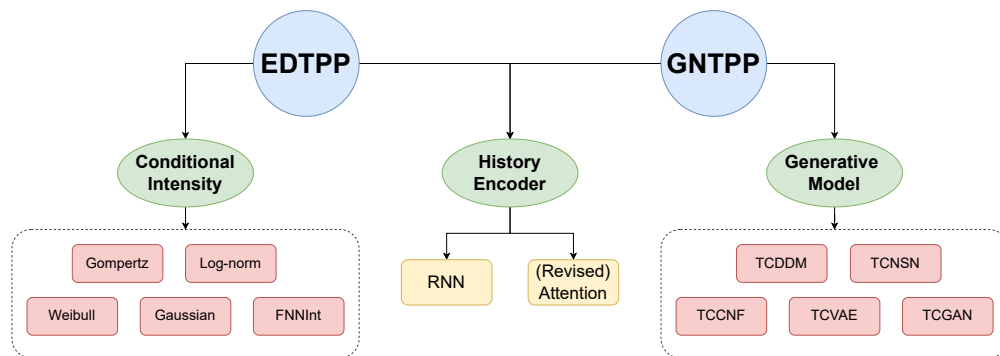 EDTPP
GNTPP
Conditional
Intensity
History
Encoder
Generative
Model
Gompertz
Log-norm
Weibull
Gaussian
FNNInt
RNN
(Revised)
Attention
TCDDM
TCNSN
TCCNF
TCVAE
TCGAN